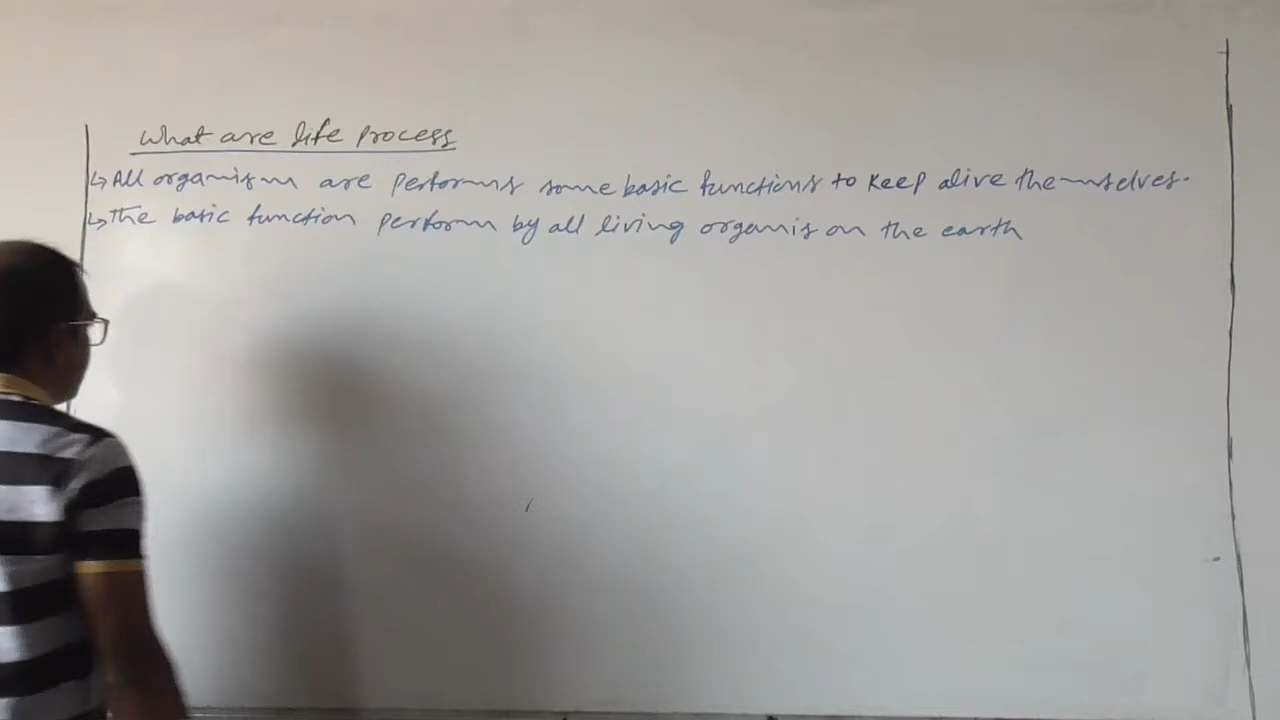 What are life process
↳ All organism are performs some basic functions to keep alive themselves.
↳ The basic function perform by all living organis on the earth